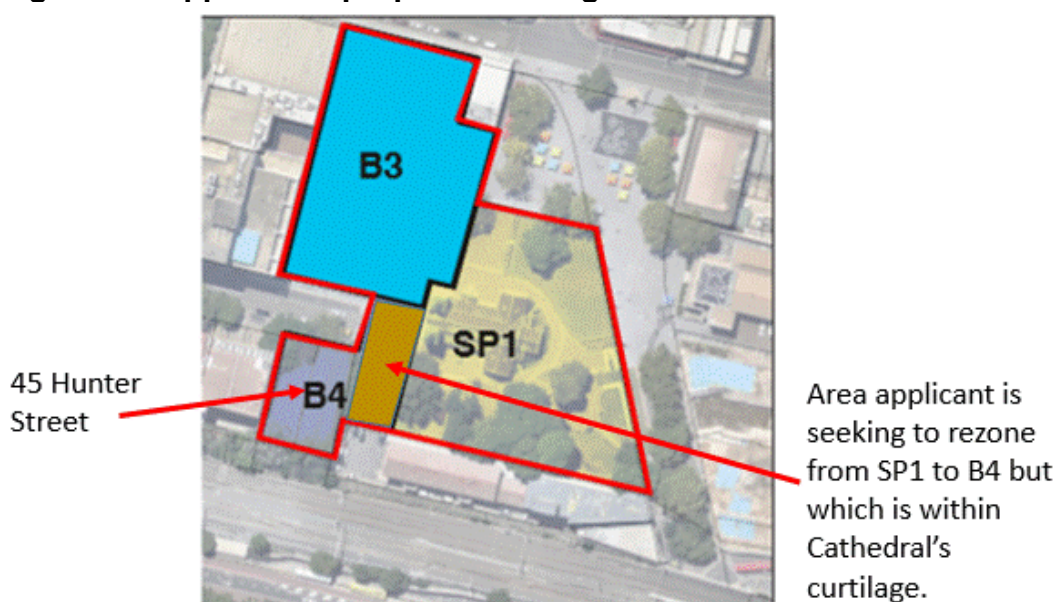 B3
SP1
B4
45 Hunter
Street
Area applicant is
seeking to rezone
from SP1 to B4 but
which is within
Cathedral's
curtilage.